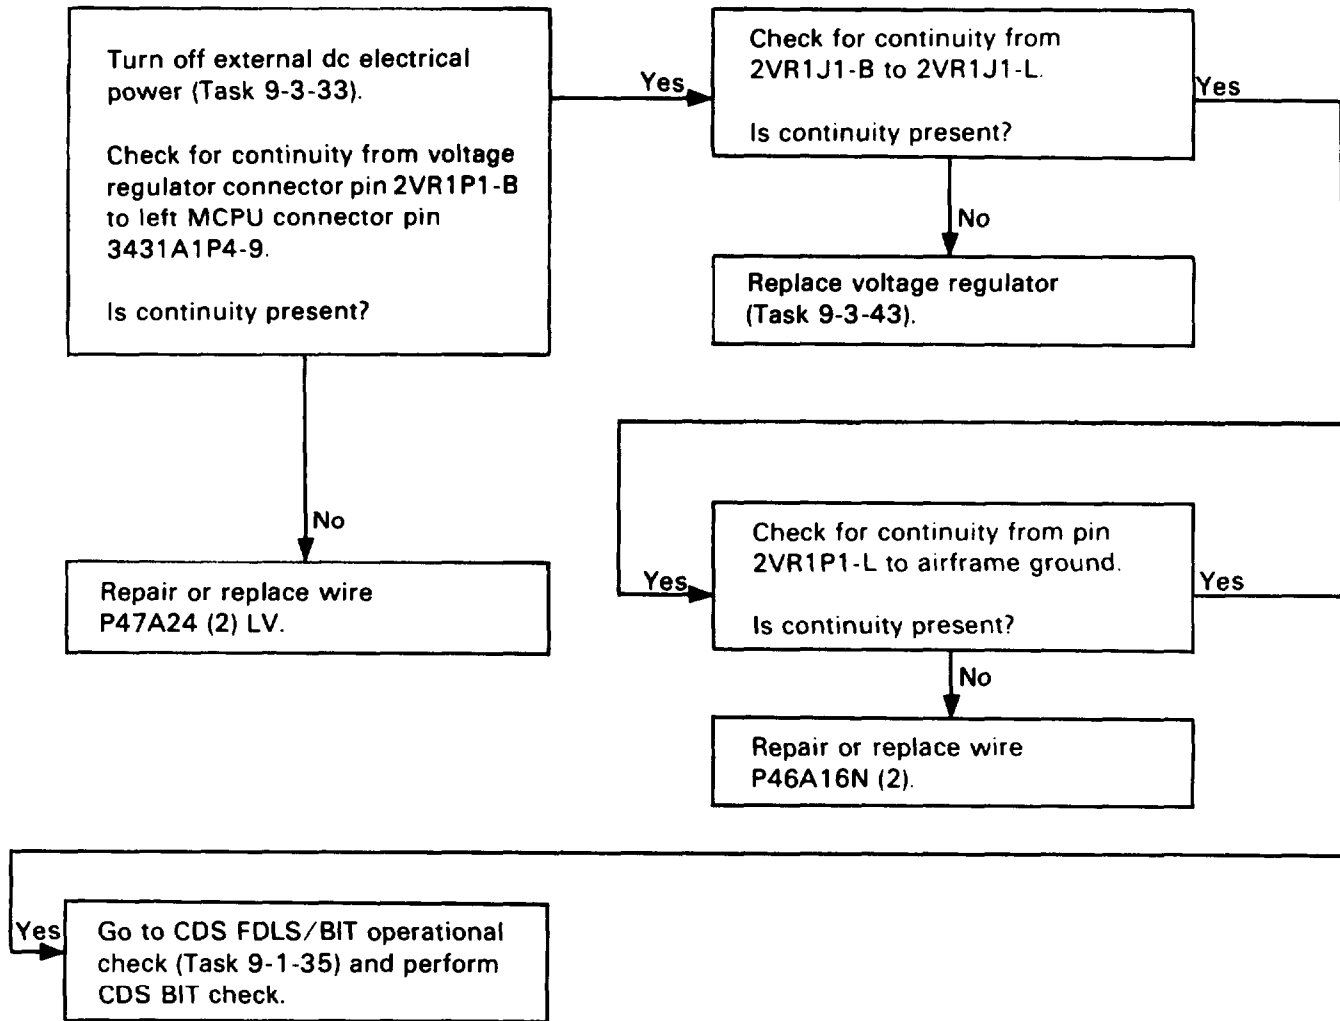 Turn off external dc electrical
power (Task 9-3-33).
Check for continuity from voltage
regulator connector pin 2VR1P1-B
to left MCPU connector pin
3431A1P4-9.
Is continuity present?
Yes
Check for continuity from
2VR1J1-B to 2VR1J1-L.
Is continuity present?
Yes
No
Replace voltage regulator
(Task 9-3-43).
No
Repair or replace wire
P47A24 (2) LV.
Yes
Check for continuity from pin
2VR1P1-L to airframe ground.
Is continuity present?
Yes
No
Repair or replace wire
P46A16N (2).
Yes
Go to CDS FDLS/BIT operational
check (Task 9-1-35) and perform
CDS BIT check.